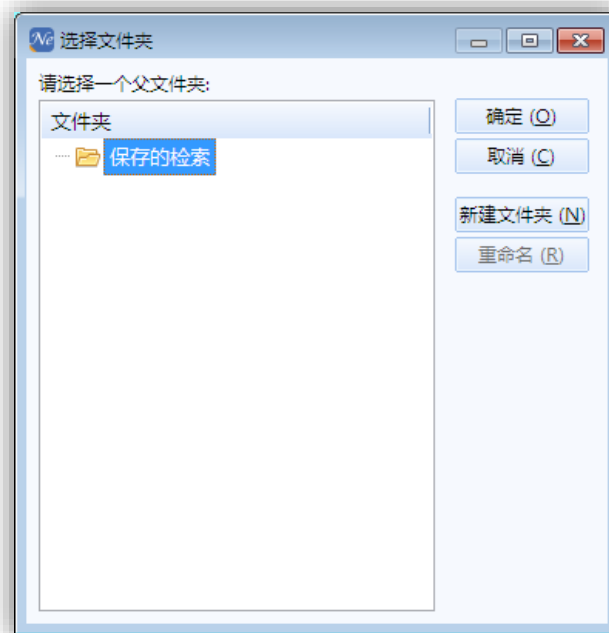 Ne 选择文件夹
请选择一个父文件夹:
文件夹
保存的检索
确定 (O)
取消 (C)
新建文件夹 (N)
重命名 (R)